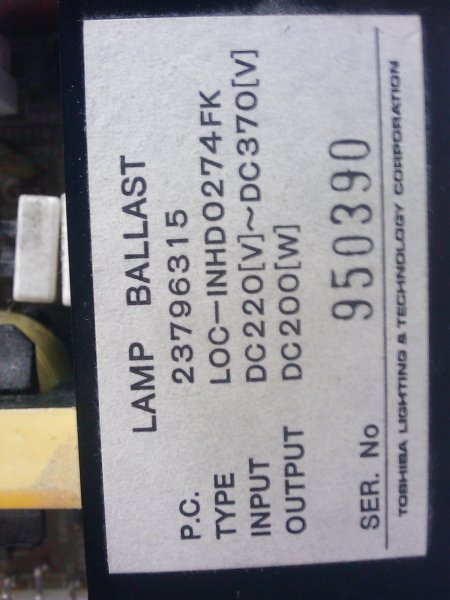 LAMP BALLAST
P.C. 23796315
TYPE LOC-INHD0274FK
INPUT DC220[V]~DC370[V]
OUTPUT DC200[W]
SER. No 950390
TOSHIBA LIGHTING & TECHNOLOGY CORPORATION